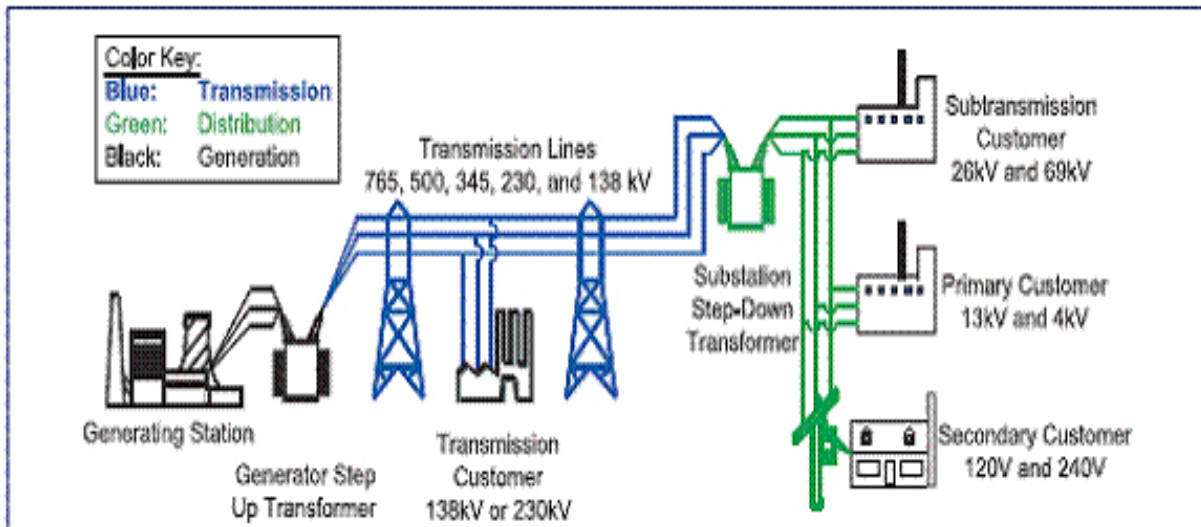 Color Key:
Blue: Transmission
Green: Distribution
Black: Generation
Transmission Lines
765, 500, 345, 230, and 138 kV
Subtransmission
Customer
26kV and 69kV
Substation
Step-Down
Transformer
Primary Customer
13kV and 4kV
Generating Station
Generator Step
Up Transformer
Transmission
Customer
138kV or 230kV
Secondary Customer
120V and 240V